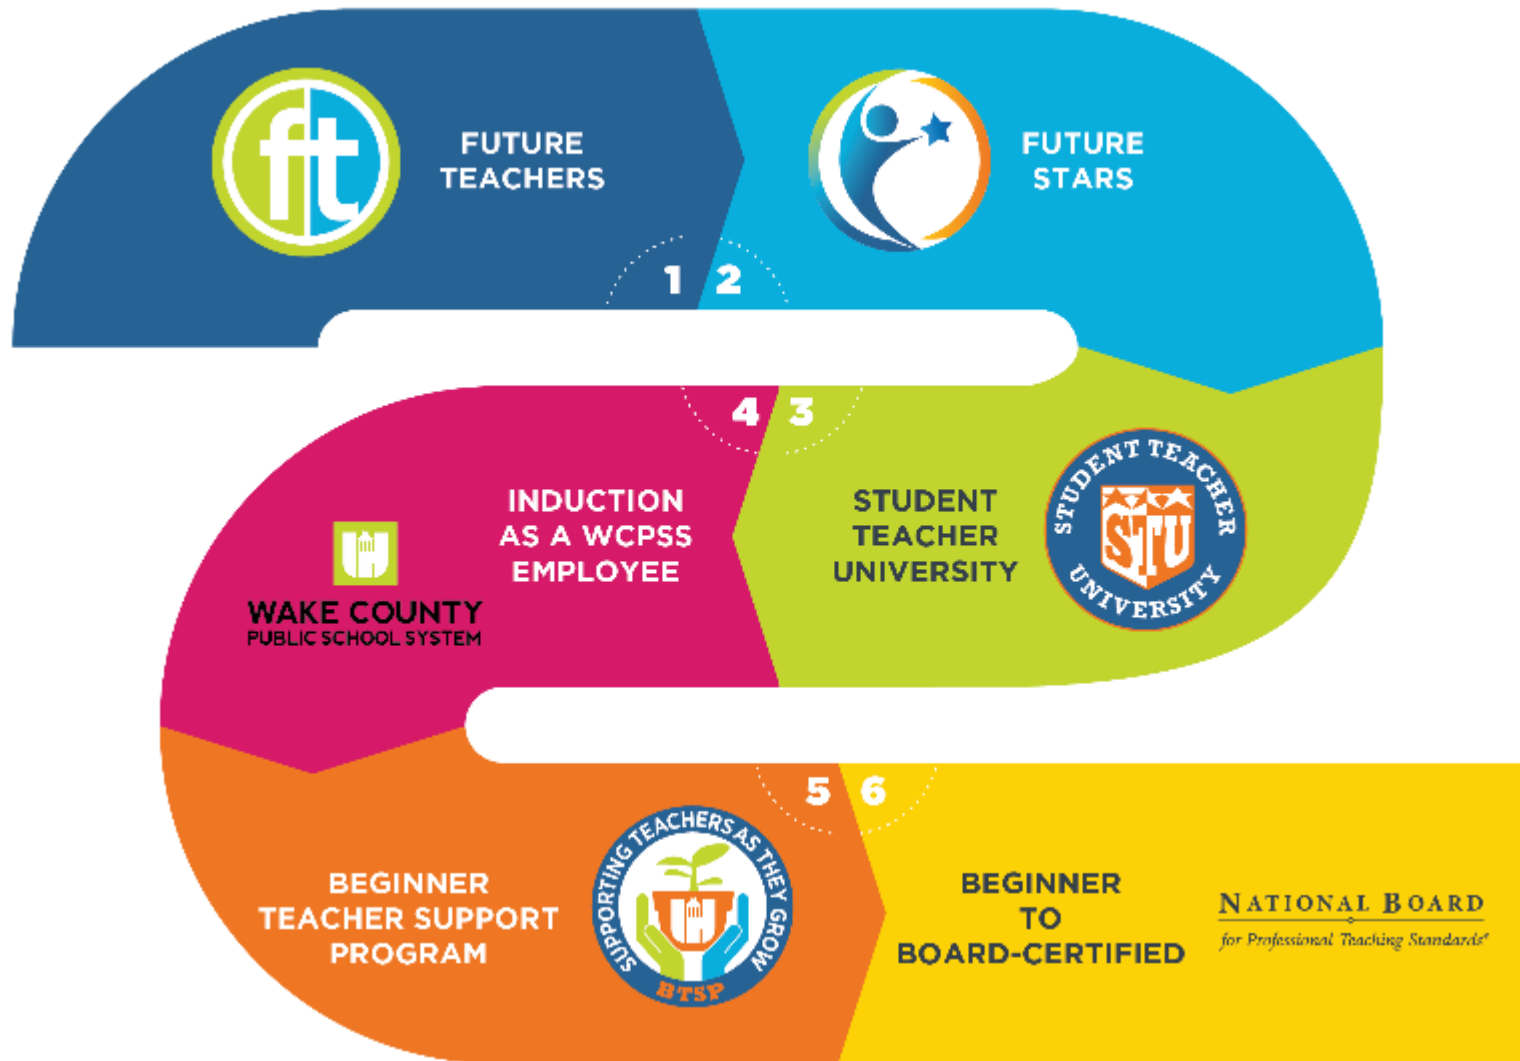 ft
FUTURE
TEACHERS
1
FUTURE
STARS
2
3
STUDENT
TEACHER
UNIVERSITY
STUDENT TEACHER
STU
UNIVERSITY
4
INDUCTION
AS A WCPSS
EMPLOYEE
WAKE COUNTY
PUBLIC SCHOOL SYSTEM
5
BEGINNER
TEACHER SUPPORT
PROGRAM
SUPPORTING TEACHERS AS THEY GROW
BTSP
6
BEGINNER
TO
BOARD-CERTIFIED
NATIONAL BOARD
for Professional Teaching Standards®